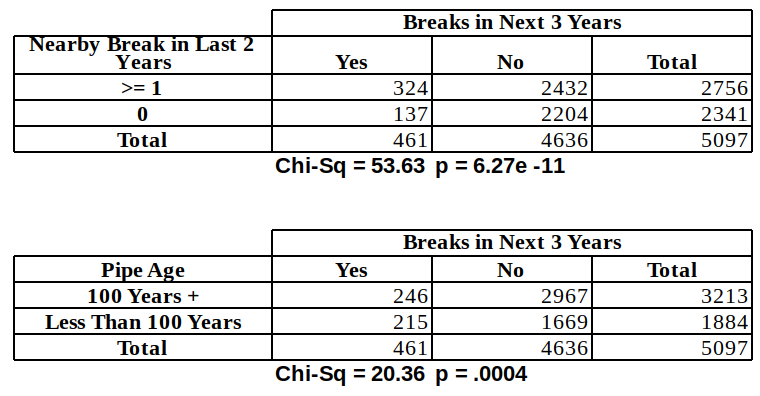 Breaks in Next 3 Years
Nearby Break in Last 2
Years Yes No Total
>= 1 324 2432 2756
0 137 2204 2341
Total 461 4636 5097
Chi-Sq = 53.63 p = 6.27e -11
Breaks in Next 3 Years
Pipe Age Yes No Total
100 Years + 246 2967 3213
Less Than 100 Years 215 1669 1884
Total 461 4636 5097
Chi-Sq = 20.36 p = .0004